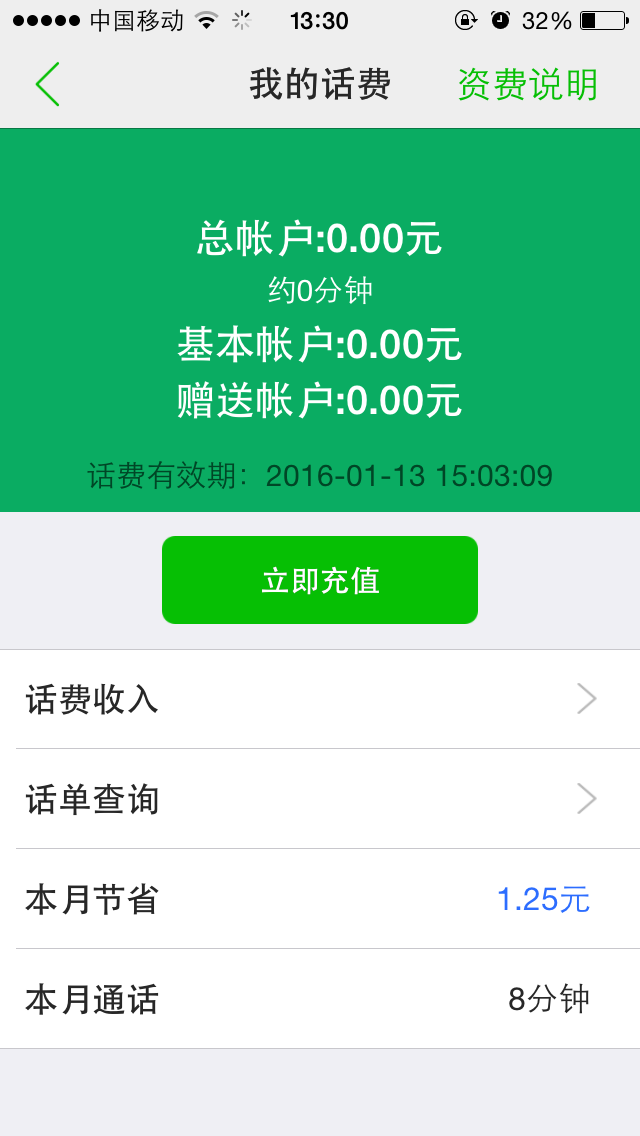 中国移动 13:30 32%
我的话费 资费说明
总帐户:0.00元
约0分钟
基本帐户:0.00元
赠送帐户:0.00元
话费有效期：2016-01-13 15:03:09
立即充值
话费收入
话单查询
本月节省 1.25元
本月通话 8分钟